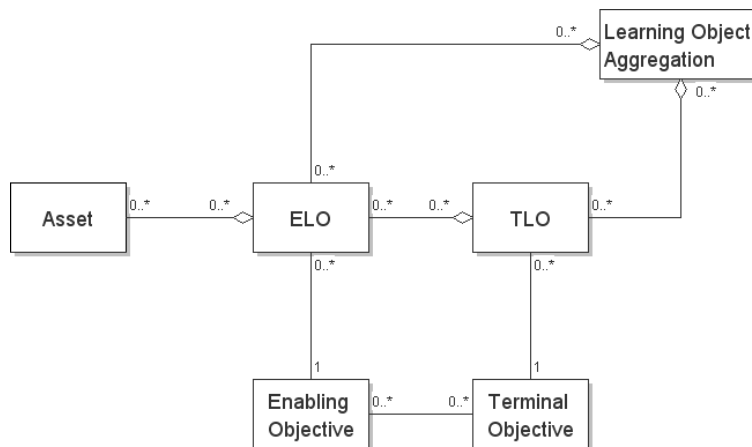 0..*
Learning Object
Aggregation
0..*
0..*
0..*
0..*
Asset
0..*
ELO
0..*
0..*
TLO
0..*
0..*
0..*
1
1
Enabling
Objective
0..*
0..*
Terminal
Objective